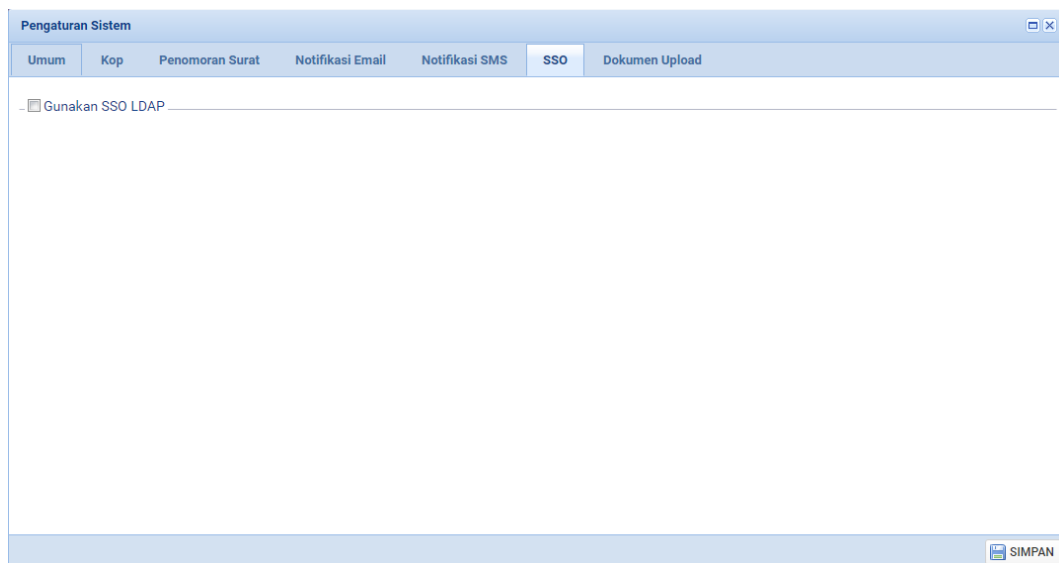 Pengaturan Sistem
Umum Kop Penomoran Surat Notifikasi Email Notifikasi SMS SSO Dokumen Upload
Gunakan SSO LDAP
SIMPAN